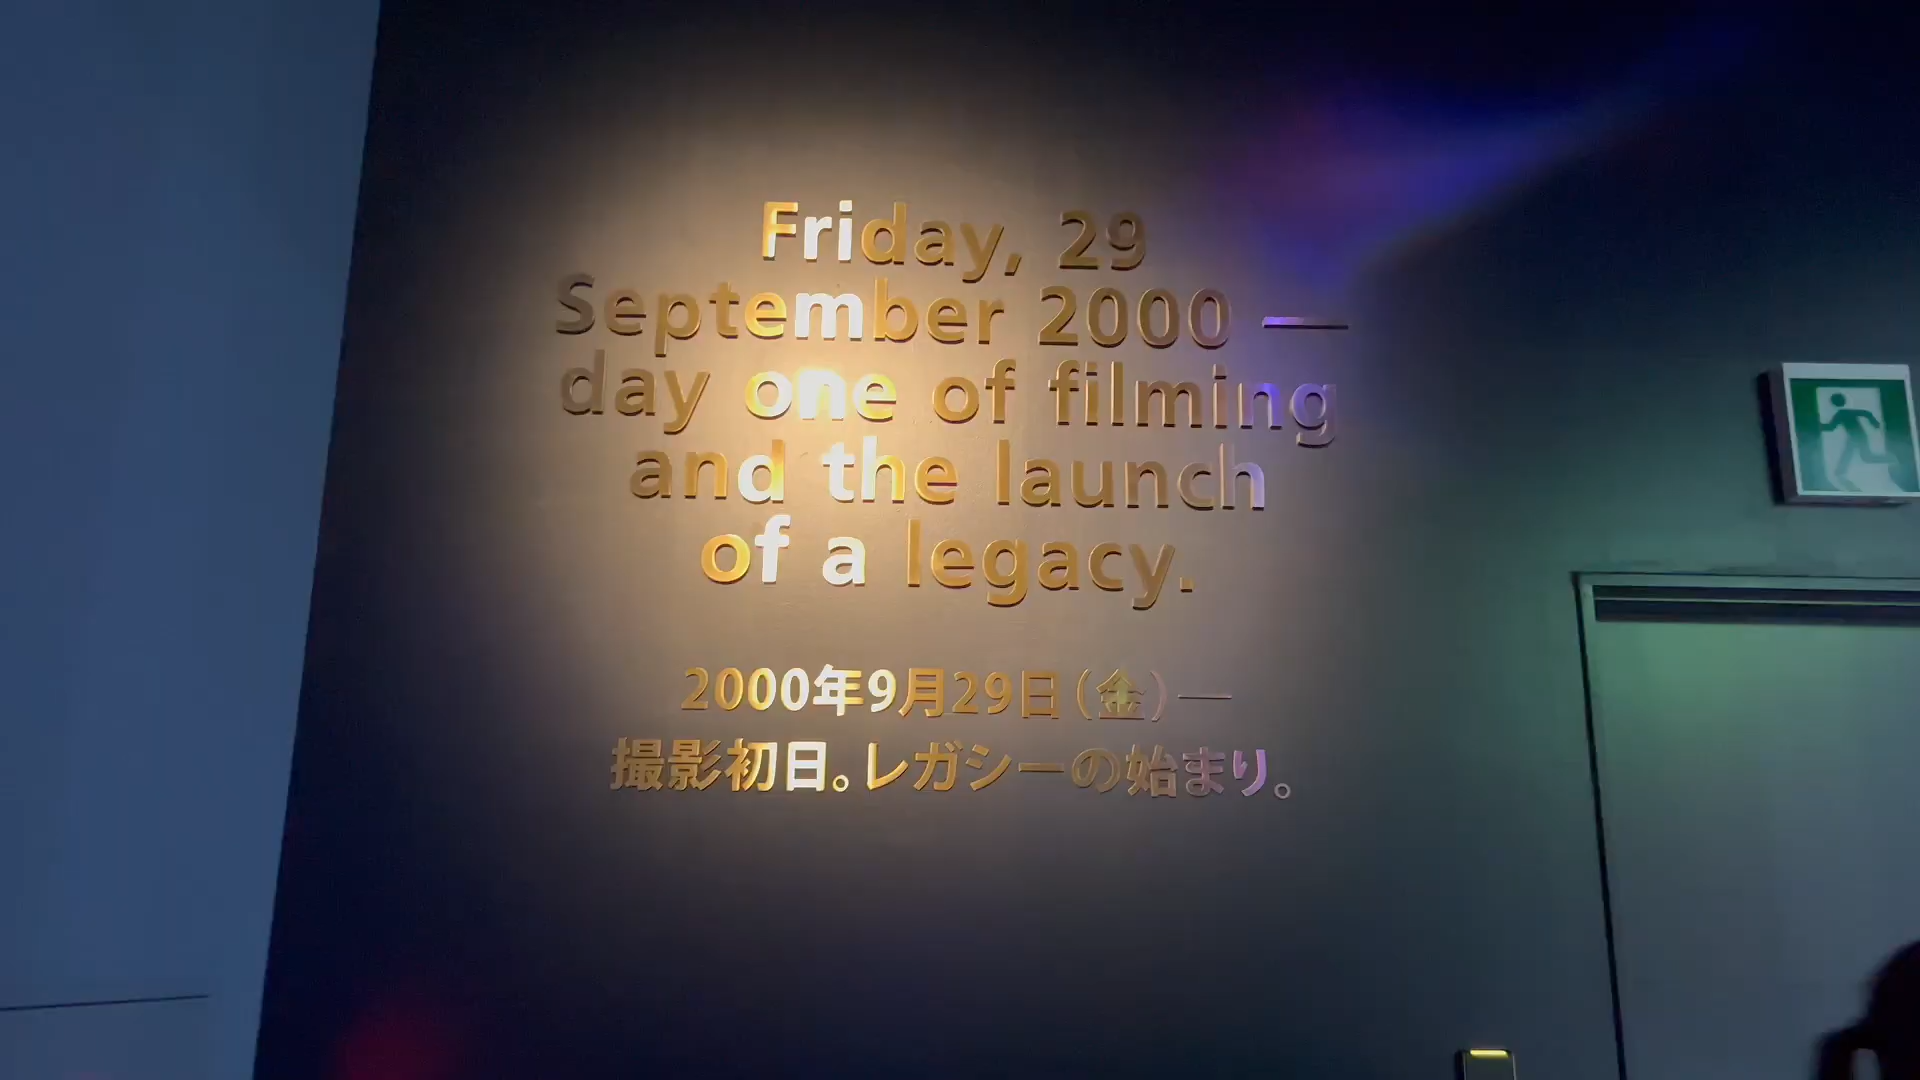 Friday, 29
September 2000 —
day one of filming
and the launch
of a legacy.
2000年9月29日（金）—
撮影初日。レガシーの始まり。